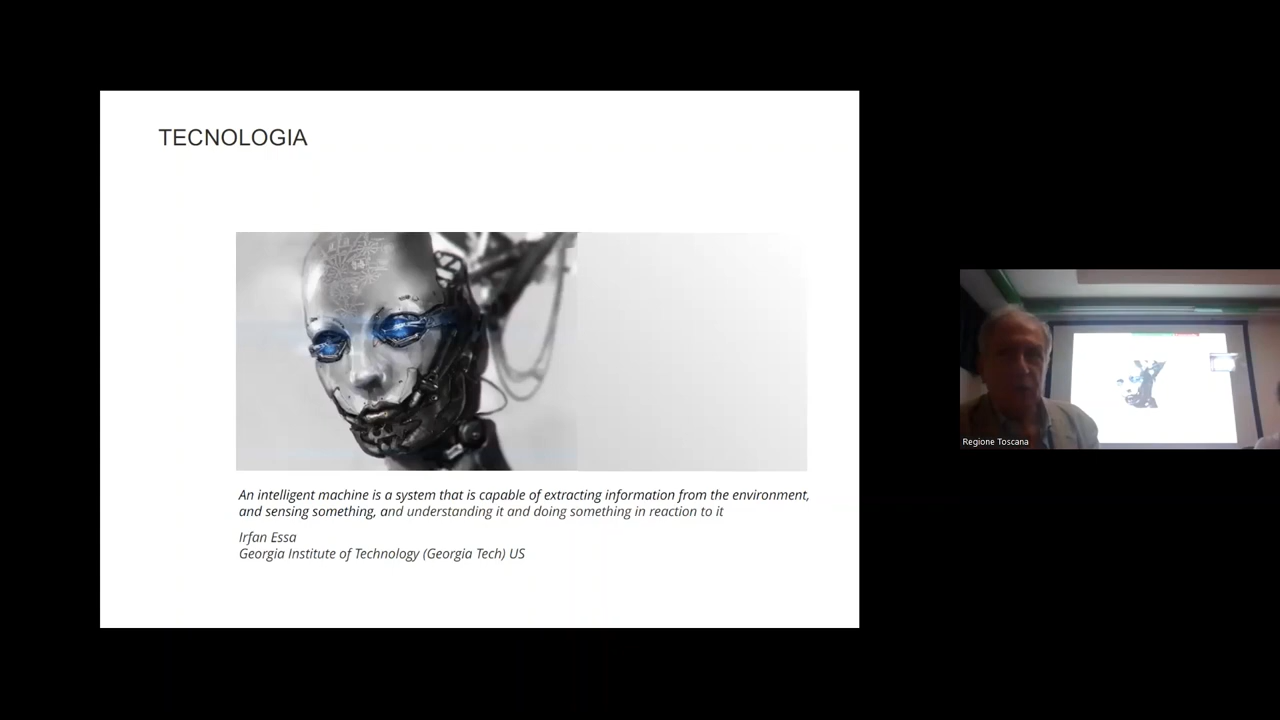 TECNOLOGIA
An intelligent machine is a system that is capable of extracting information from the environment,
and sensing something, and understanding it and doing something in reaction to it
Irfan Essa
Georgia Institute of Technology (Georgia Tech) US
Regione Toscana